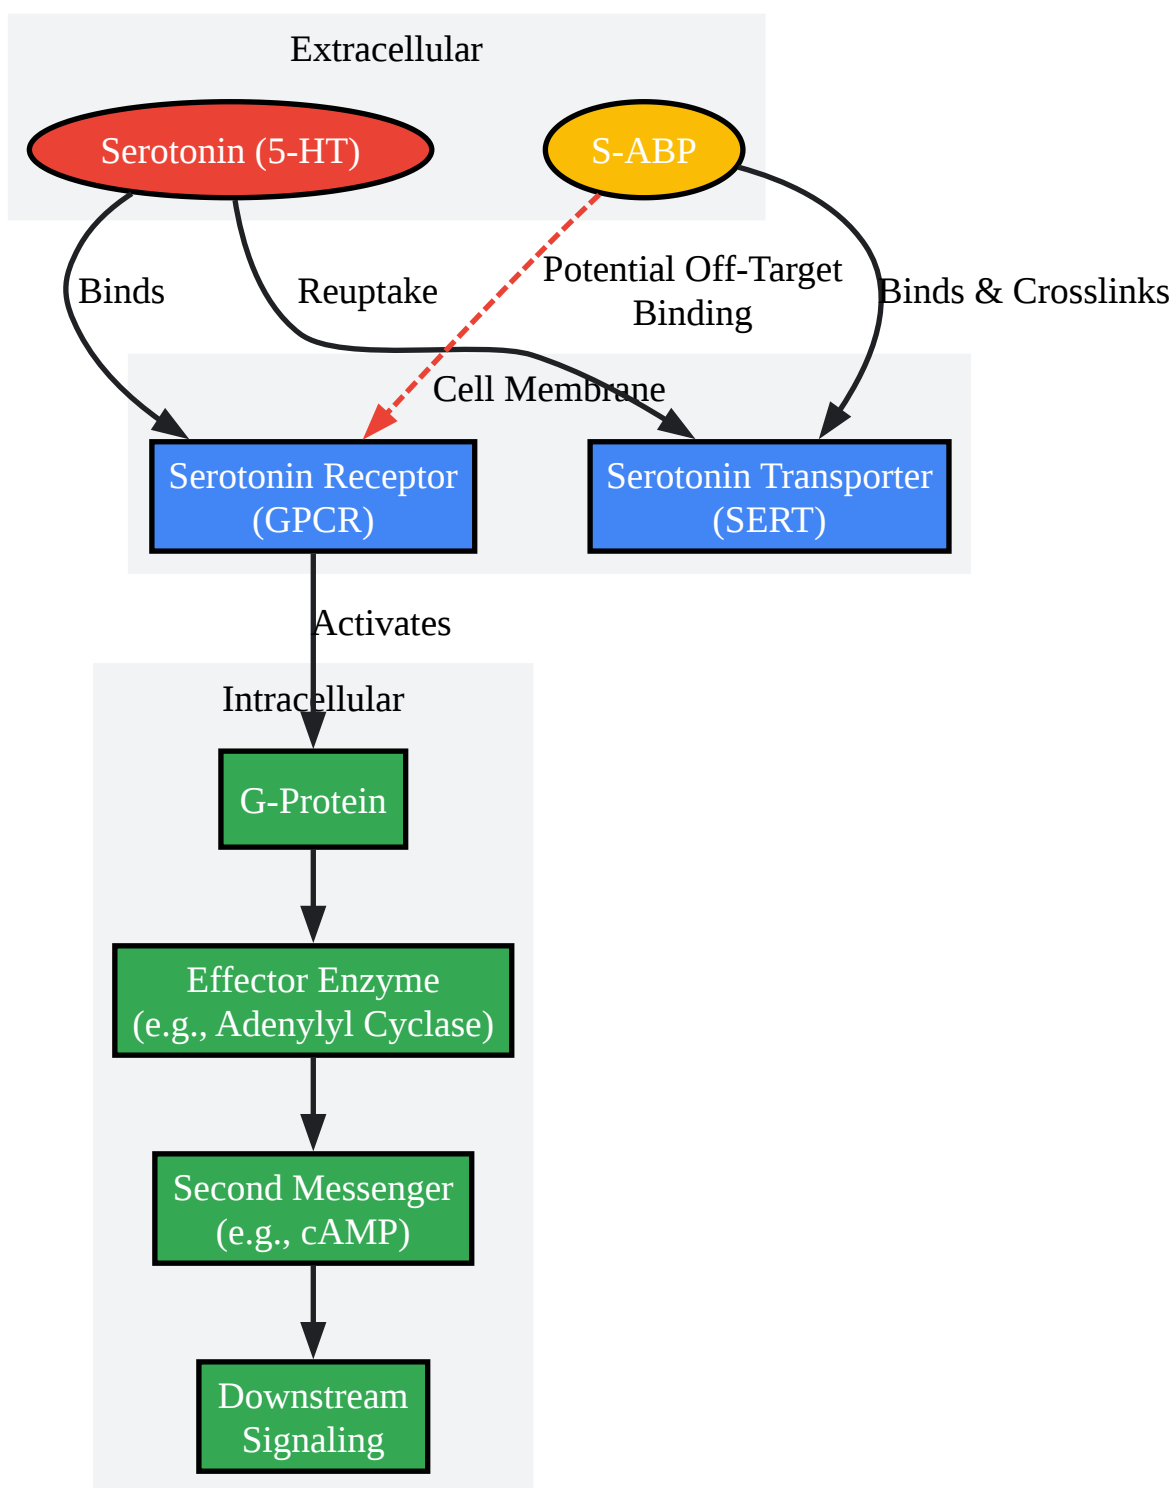 Extracellular
Serotonin (5-HT)
S-ABP
Binds
Reuptake
Potential Off-Target
Binding
Binds & Crosslinks
Cell Membrane
Serotonin Receptor
(GPCR)
Serotonin Transporter
(SERT)
Activates
Intracellular
G-Protein
Effector Enzyme
(e.g., Adenylyl Cyclase)
Second Messenger
(e.g., cAMP)
Downstream
Signaling